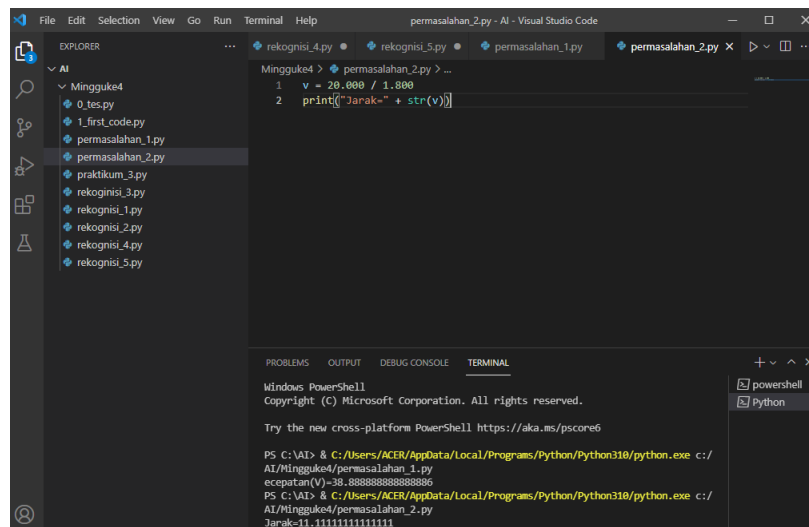 File Edit Selection View Go Run Terminal Help permasalahan_2.py - AI - Visual Studio Code
3
EXPLORER
AI
Mingguke4
0_tes.py
1_first_code.py
permasalahan_1.py
permasalahan_2.py
praktikum_3.py
rekoginisi_3.py
rekognisi_1.py
rekognisi_2.py
rekognisi_4.py
rekognisi_5.py
rekognisi_4.py rekognisi_5.py permasalahan_1.py permasalahan_2.py
Mingguke4 > permasalahan_2.py > ...
1 v = 20.000 / 1.800
2 print("Jarak=" + str(v))
PROBLEMS OUTPUT DEBUG CONSOLE TERMINAL
powershell
Python
Windows PowerShell
Copyright (C) Microsoft Corporation. All rights reserved.
Try the new cross-platform PowerShell https://aka.ms/pscore6
PS C:\AI> & C:/Users/ACER/AppData/Local/Programs/Python/Python310/python.exe c:/
AI/Mingguke4/permasalahan_1.py
ecepatan(V)=38.888888888888886
PS C:\AI> & C:/Users/ACER/AppData/Local/Programs/Python/Python310/python.exe c:/
AI/Mingguke4/permasalahan_2.py
Jarak=11.11111111111111